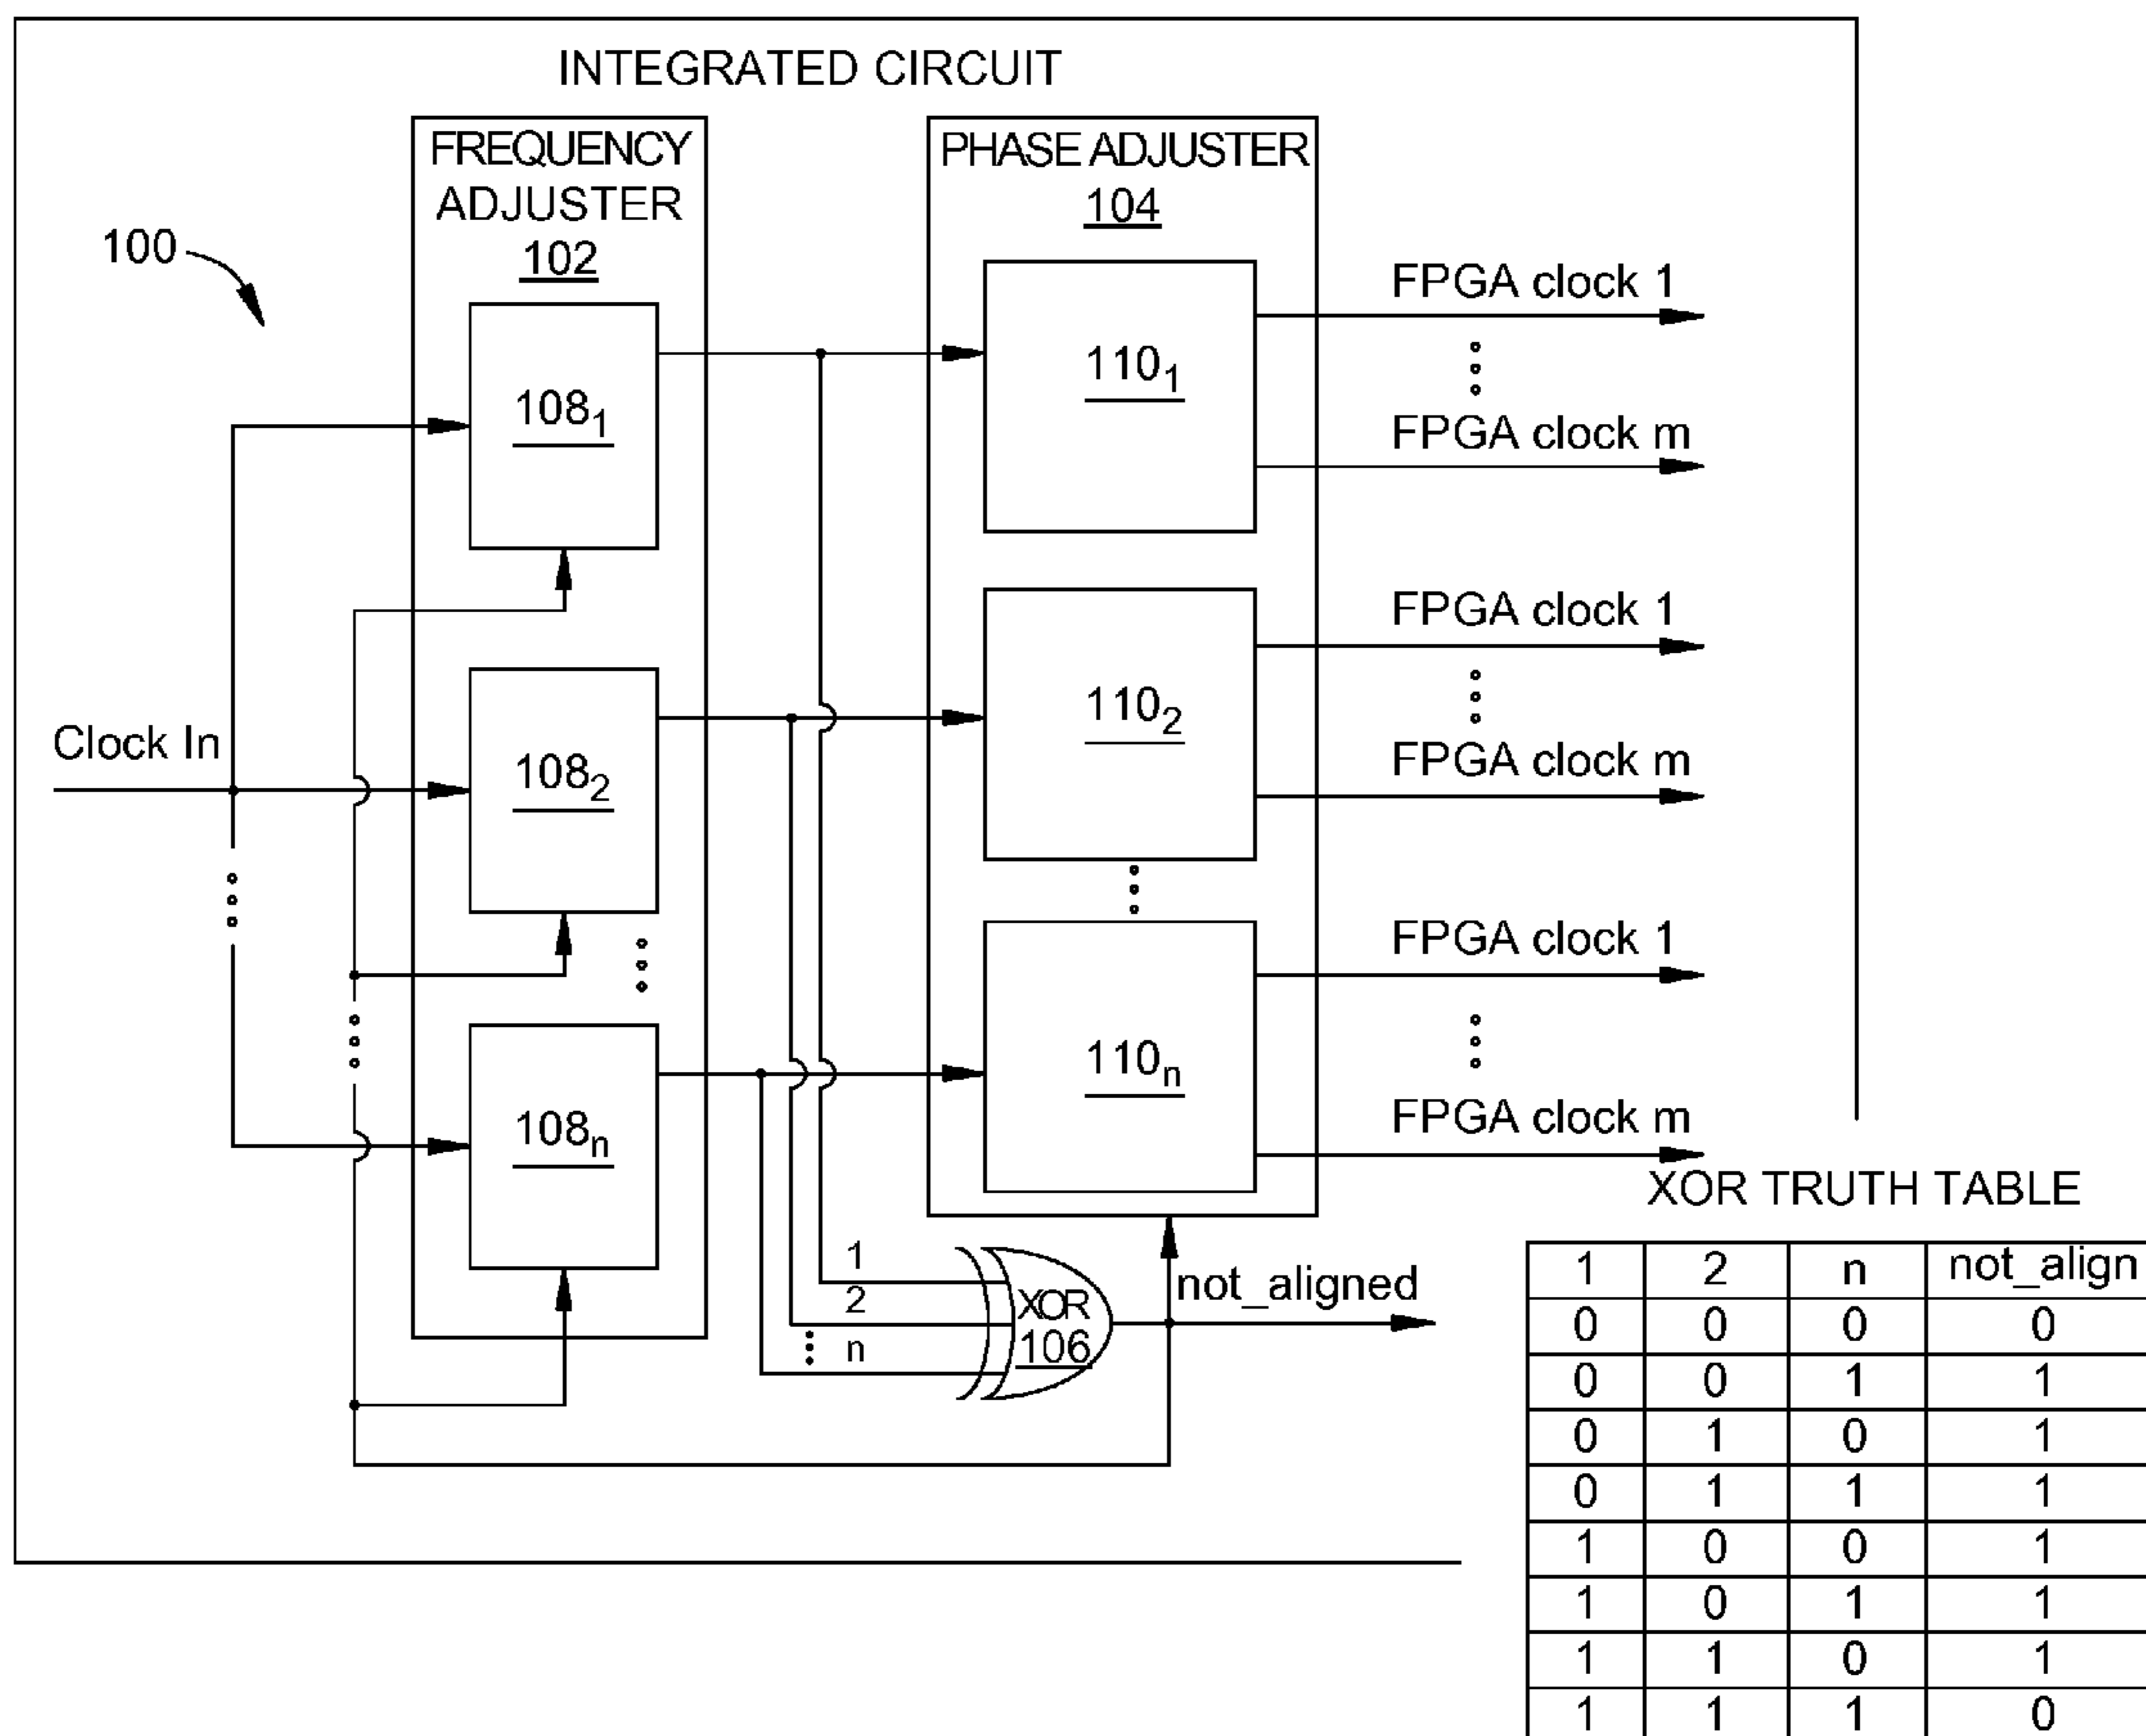 INTEGRATED CIRCUIT
FREQUENCY
ADJUSTER
102
PHASE ADJUSTER
104
100
108₁
110₁
FPGA clock 1
FPGA clock m
Clock In
108₂
110₂
FPGA clock 1
FPGA clock m
108ₙ
110ₙ
FPGA clock 1
FPGA clock m
1
2
n
XOR
106
not_aligned
XOR TRUTH TABLE
1 2 n not_align
0 0 0 0
0 0 1 1
0 1 0 1
0 1 1 1
1 0 0 1
1 0 1 1
1 1 0 1
1 1 1 0